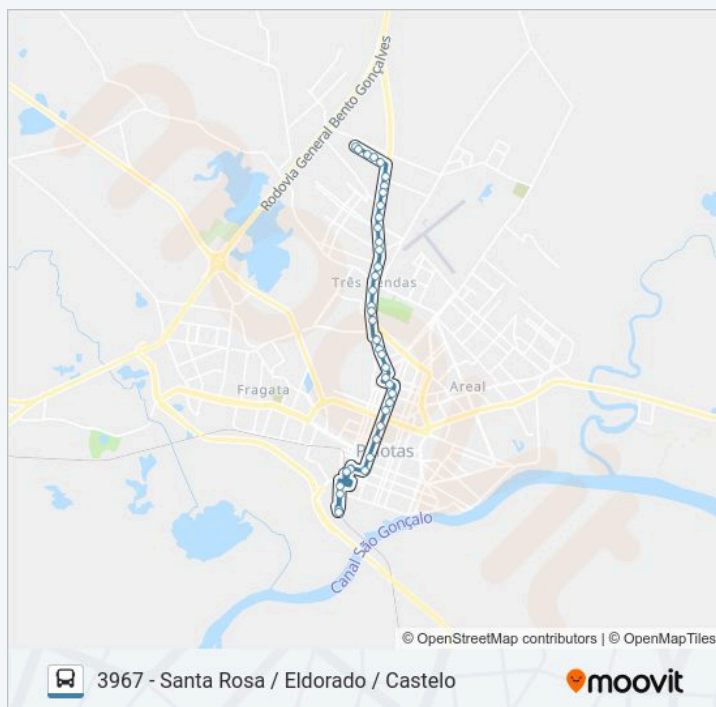 Rodovia General Bento Gonçalves
Três Vendas
Fragata
Areal
Pelotas
Canal São Gonçalo
© OpenStreetMap contributors | © OpenMapTiles
3967 - Santa Rosa / Eldorado / Castelo
moovit